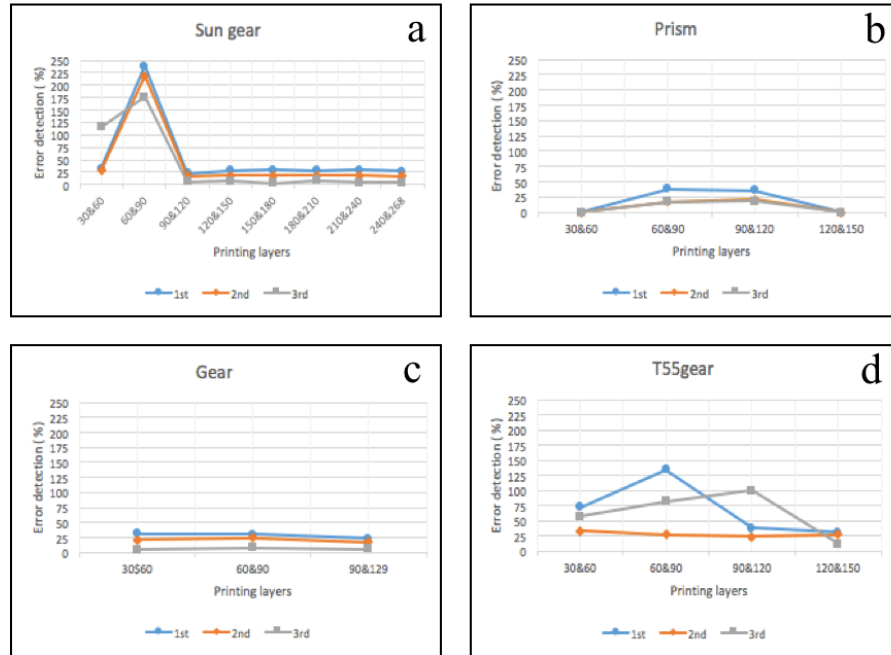 Sun gear
a
Error detection ( %)
250
225
200
175
150
125
100
75
50
25
0
30&60
60&90
90&120
120&150
150&180
180&210
210&240
240&268
Printing layers
1st
2nd
3rd
Prism
b
Error detection ( %)
250
225
200
175
150
125
100
75
50
25
0
30&60
60&90
90&120
120&150
Printing layers
1st
2nd
3rd
Gear
c
Error detection ( %)
250
225
200
175
150
125
100
75
50
25
0
30$60
60&90
90&129
Printing layers
1st
2nd
3rd
T55gear
d
Error detection ( %)
250
225
200
175
150
125
100
75
50
25
0
30&60
60&90
90&120
120&150
Printing layers
1st
2nd
3rd